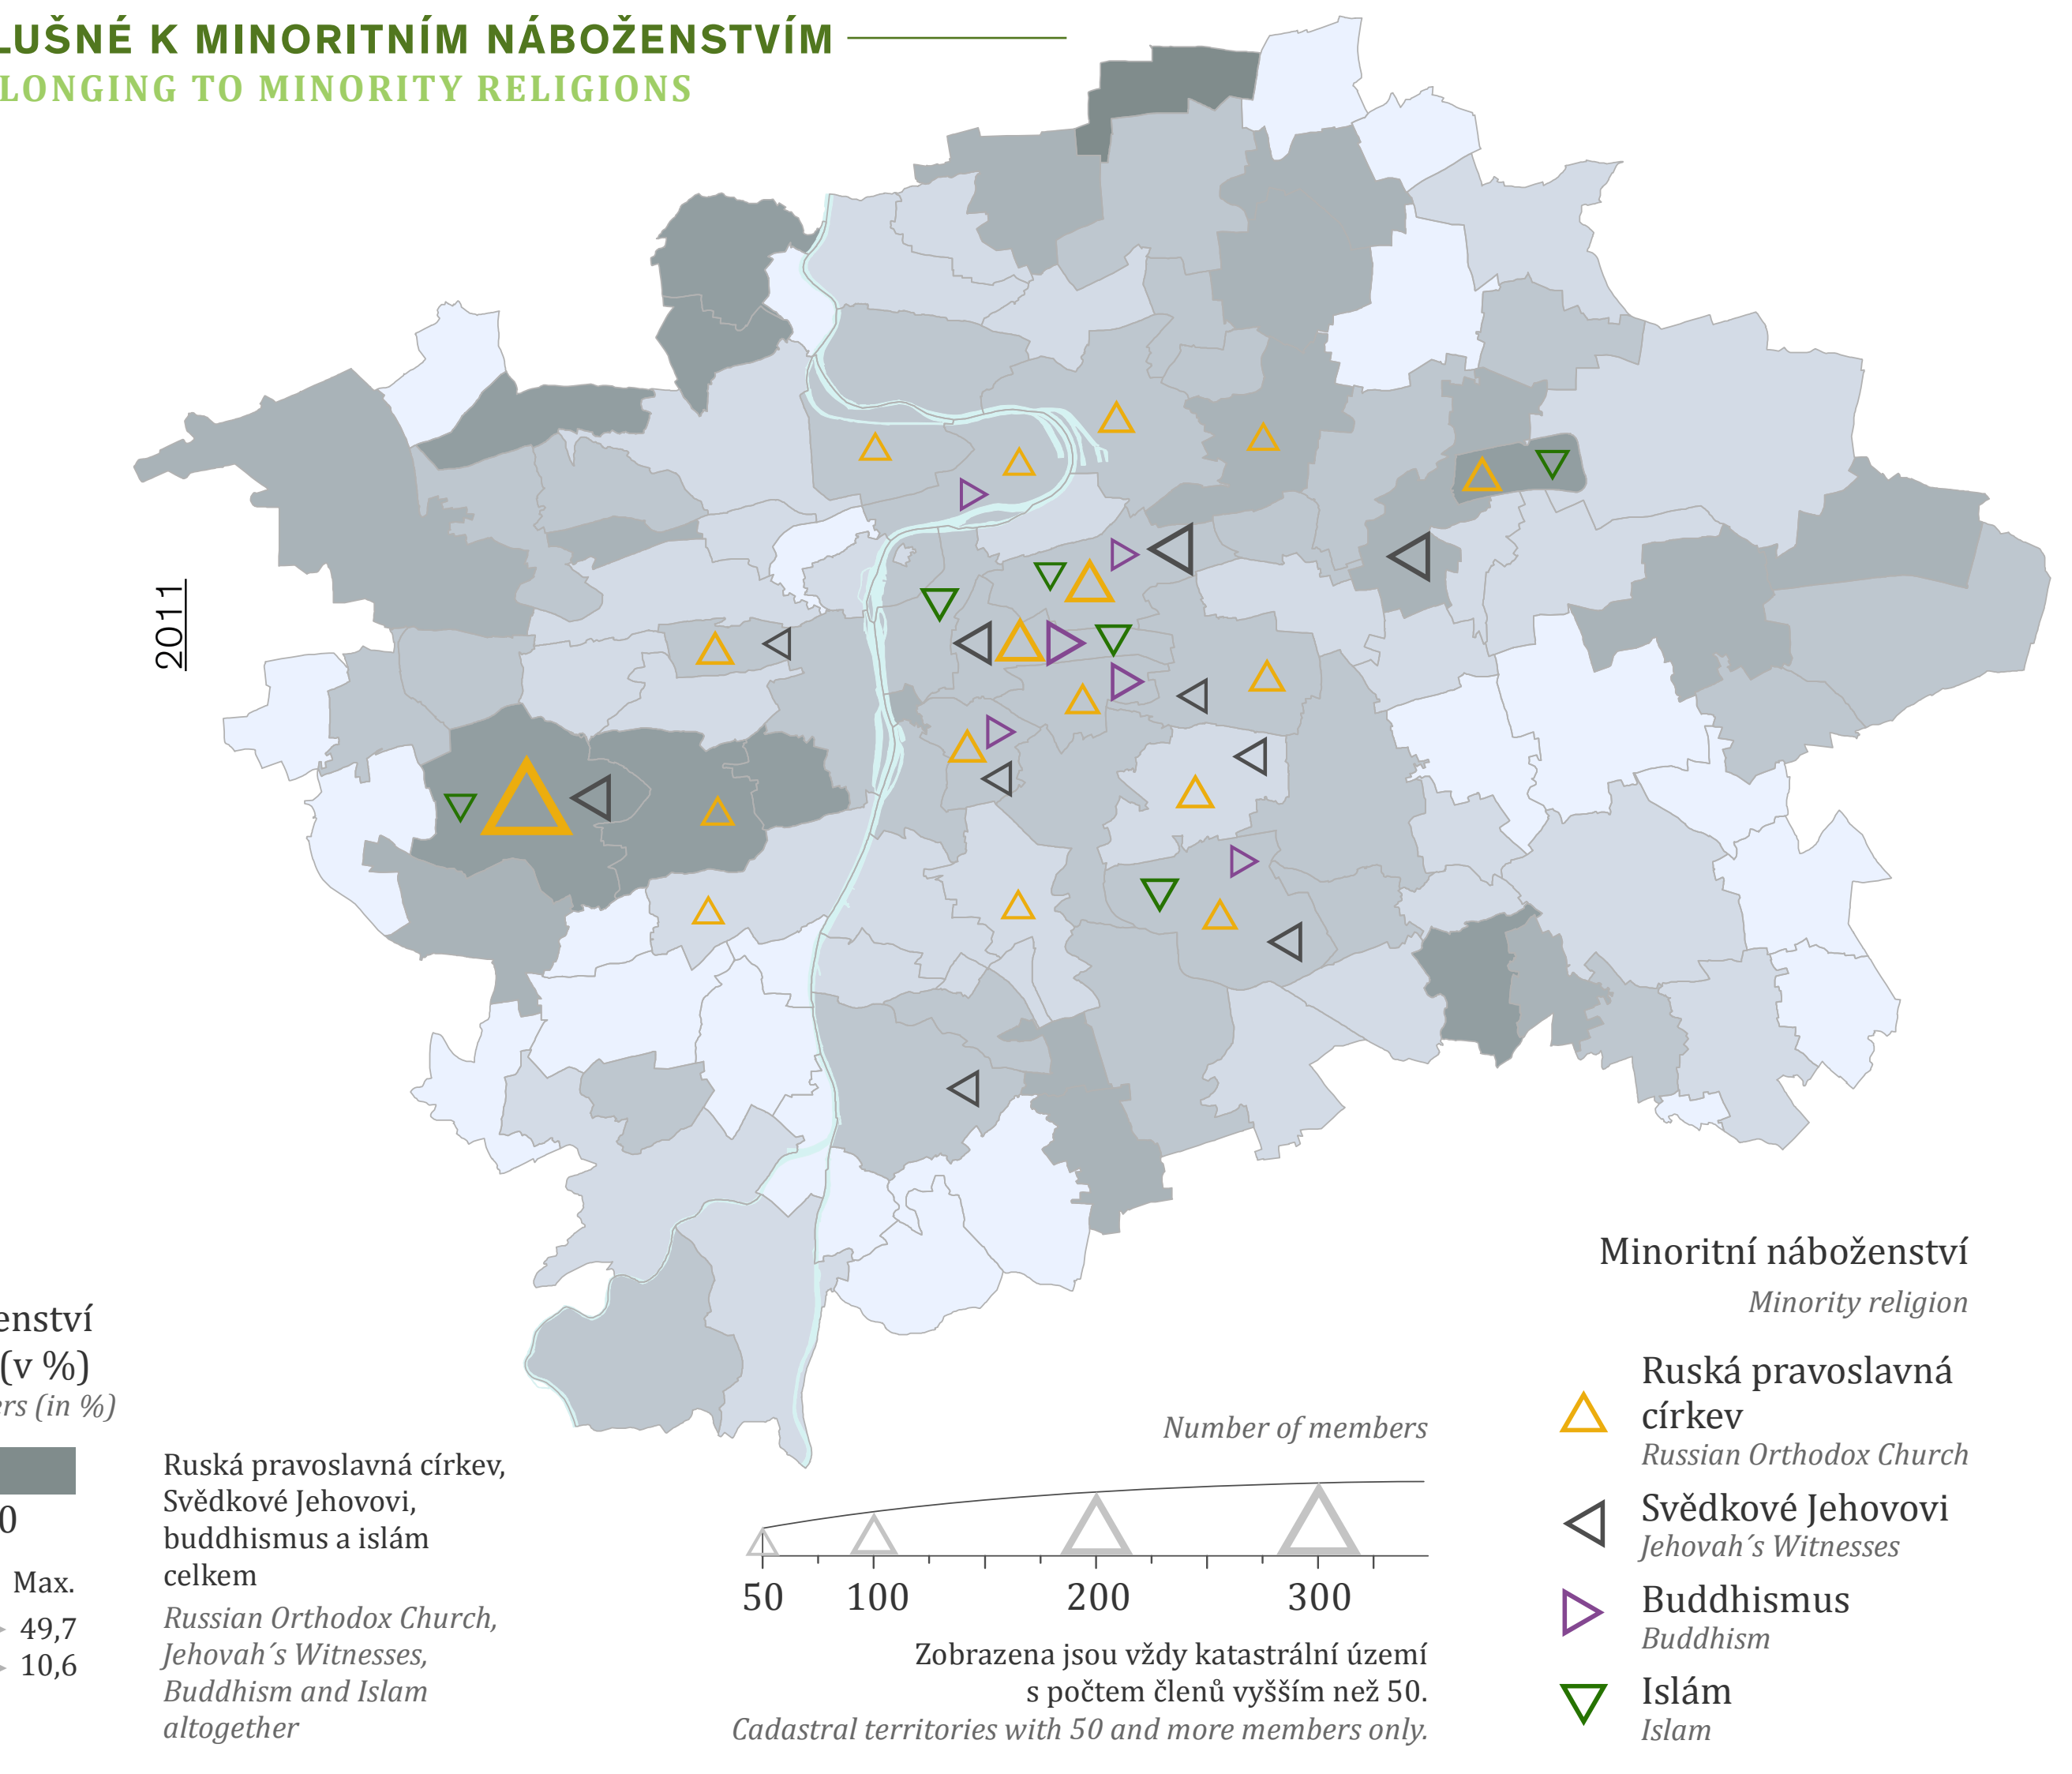 LUŠNÉ K MINORITNÍM NÁBOŽENSTVÍM
LONGING TO MINORITY RELIGIONS
2011
enství
(v %)
ers (in %)
0
Max.
49,7
10,6
Ruská pravoslavná církev,
Svědkové Jehovovi,
buddhismus a islám
celkem
Russian Orthodox Church,
Jehovah´s Witnesses,
Buddhism and Islam
altogether
Number of members
50 100 200 300
Zobrazena jsou vždy katastrální území
s počtem členů vyšším než 50.
Cadastral territories with 50 and more members only.
Minoritní náboženství
Minority religion
Ruská pravoslavná
církev
Russian Orthodox Church
Svědkové Jehovovi
Jehovah´s Witnesses
Buddhismus
Buddhism
Islám
Islam